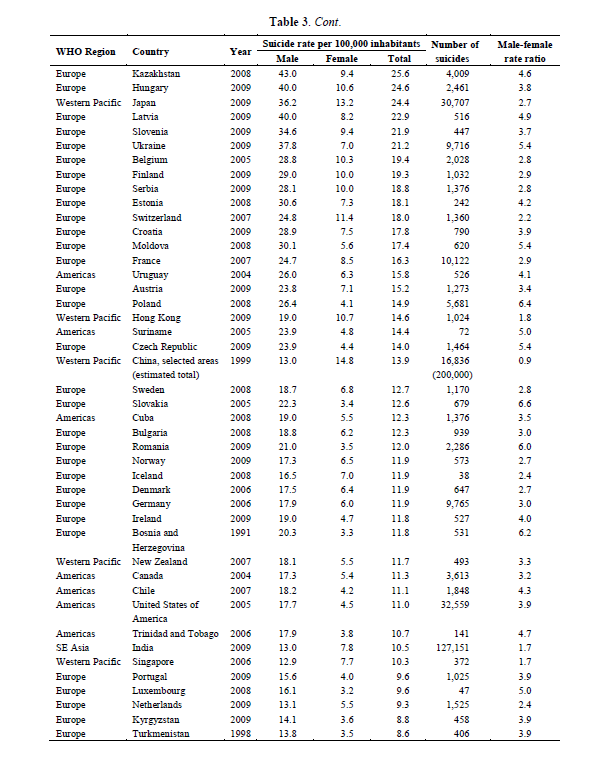 Table 3. Cont.
Suicide rate per 100,000 inhabitants Number of Male-female
WHO Region Country Year
Male Female Total suicides rate ratio
Europe Kazakhstan 2008 43.0 9.4 25.6 4,009 4.6
Europe Hungary 2009 40.0 10.6 24.6 2,461 3.8
Western Pacific Japan 2009 36.2 13.2 24.4 30,707 2.7
Europe Latvia 2009 40.0 8.2 22.9 516 4.9
Europe Slovenia 2009 34.6 9.4 21.9 447 3.7
Europe Ukraine 2009 37.8 7.0 21.2 9,716 5.4
Europe Belgium 2005 28.8 10.3 19.4 2,028 2.8
Europe Finland 2009 29.0 10.0 19.3 1,032 2.9
Europe Serbia 2009 28.1 10.0 18.8 1,376 2.8
Europe Estonia 2008 30.6 7.3 18.1 242 4.2
Europe Switzerland 2007 24.8 11.4 18.0 1,360 2.2
Europe Croatia 2009 28.9 7.5 17.8 790 3.9
Europe Moldova 2008 30.1 5.6 17.4 620 5.4
Europe France 2007 24.7 8.5 16.3 10,122 2.9
Americas Uruguay 2004 26.0 6.3 15.8 526 4.1
Europe Austria 2009 23.8 7.1 15.2 1,273 3.4
Europe Poland 2008 26.4 4.1 14.9 5,681 6.4
Western Pacific Hong Kong 2009 19.0 10.7 14.6 1,024 1.8
Americas Suriname 2005 23.9 4.8 14.4 72 5.0
Europe Czech Republic 2009 23.9 4.4 14.0 1,464 5.4
Western Pacific China, selected areas 1999 13.0 14.8 13.9 16,836 0.9
(estimated total) (200,000)
Europe Sweden 2008 18.7 6.8 12.7 1,170 2.8
Europe Slovakia 2005 22.3 3.4 12.6 679 6.6
Americas Cuba 2008 19.0 5.5 12.3 1,376 3.5
Europe Bulgaria 2008 18.8 6.2 12.3 939 3.0
Europe Romania 2009 21.0 3.5 12.0 2,286 6.0
Europe Norway 2009 17.3 6.5 11.9 573 2.7
Europe Iceland 2008 16.5 7.0 11.9 38 2.4
Europe Denmark 2006 17.5 6.4 11.9 647 2.7
Europe Germany 2006 17.9 6.0 11.9 9,765 3.0
Europe Ireland 2009 19.0 4.7 11.8 527 4.0
Europe Bosnia and 1991 20.3 3.3 11.8 531 6.2
Herzegovina
Western Pacific New Zealand 2007 18.1 5.5 11.7 493 3.3
Americas Canada 2004 17.3 5.4 11.3 3,613 3.2
Americas Chile 2007 18.2 4.2 11.1 1,848 4.3
Americas United States of 2005 17.7 4.5 11.0 32,559 3.9
America
Americas Trinidad and Tobago 2006 17.9 3.8 10.7 141 4.7
SE Asia India 2009 13.0 7.8 10.5 127,151 1.7
Western Pacific Singapore 2006 12.9 7.7 10.3 372 1.7
Europe Portugal 2009 15.6 4.0 9.6 1,025 3.9
Europe Luxembourg 2008 16.1 3.2 9.6 47 5.0
Europe Netherlands 2009 13.1 5.5 9.3 1,525 2.4
Europe Kyrgyzstan 2009 14.1 3.6 8.8 458 3.9
Europe Turkmenistan 1998 13.8 3.5 8.6 406 3.9